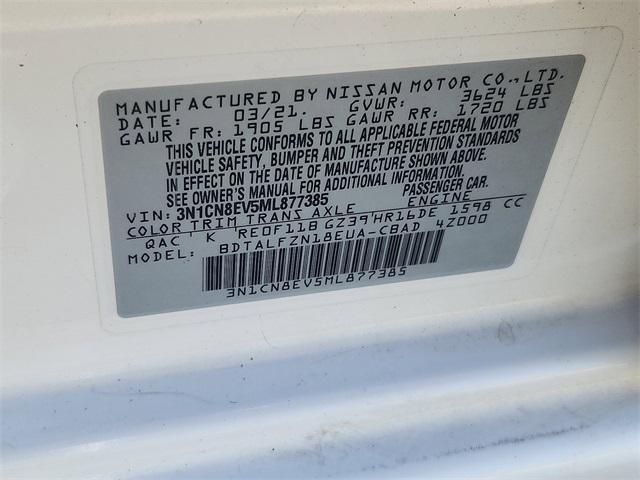 MANUFACTURED BY NISSAN MOTOR CO., LTD.
DATE: 03/21. GVWR: 3624 LBS
GAWR FR: 1905 LBS GAWR RR: 1720 LBS
THIS VEHICLE CONFORMS TO ALL APPLICABLE FEDERAL MOTOR
VEHICLE SAFETY, BUMPER AND THEFT PREVENTION STANDARDS
IN EFFECT ON THE DATE OF MANUFACTURE SHOWN ABOVE.
SEE OWNER'S MANUAL FOR ADDITIONAL INFORMATION
VIN: 3N1CN8EV5ML877385 PASSENGER CAR.
COLOR TRIM TRANS AXLE ENGINE
QAC K RE0F11B GZ39 HR16DE 1598 CC
MODEL: BDTALFZN18EUA-CBAD 4Z000
3N1CN8EV5ML877385